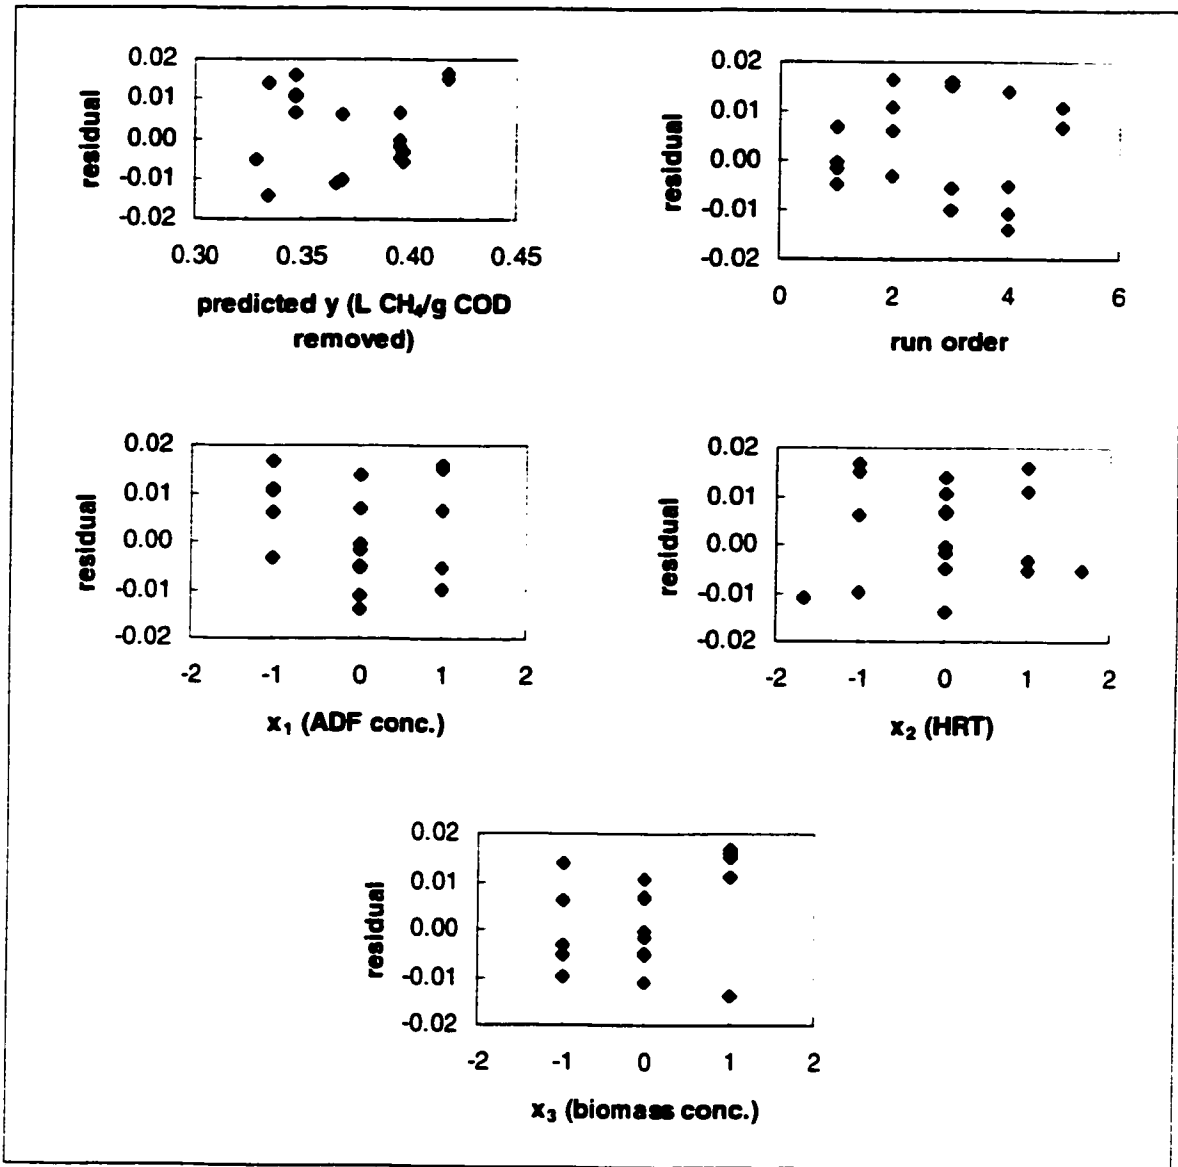 0.02
0.01
0.00
-0.01
-0.02
residual
0.30 0.35 0.40 0.45
predicted y (L CH₄/g COD
removed)
0.02
0.01
0.00
-0.01
-0.02
residual
0 2 4 6
run order
0.02
0.01
0.00
-0.01
-0.02
residual
-2 -1 0 1 2
x₁ (ADF conc.)
0.02
0.01
0.00
-0.01
-0.02
residual
-2 -1 0 1 2
x₂ (HRT)
0.02
0.01
0.00
-0.01
-0.02
residual
-2 -1 0 1 2
x₃ (biomass conc.)